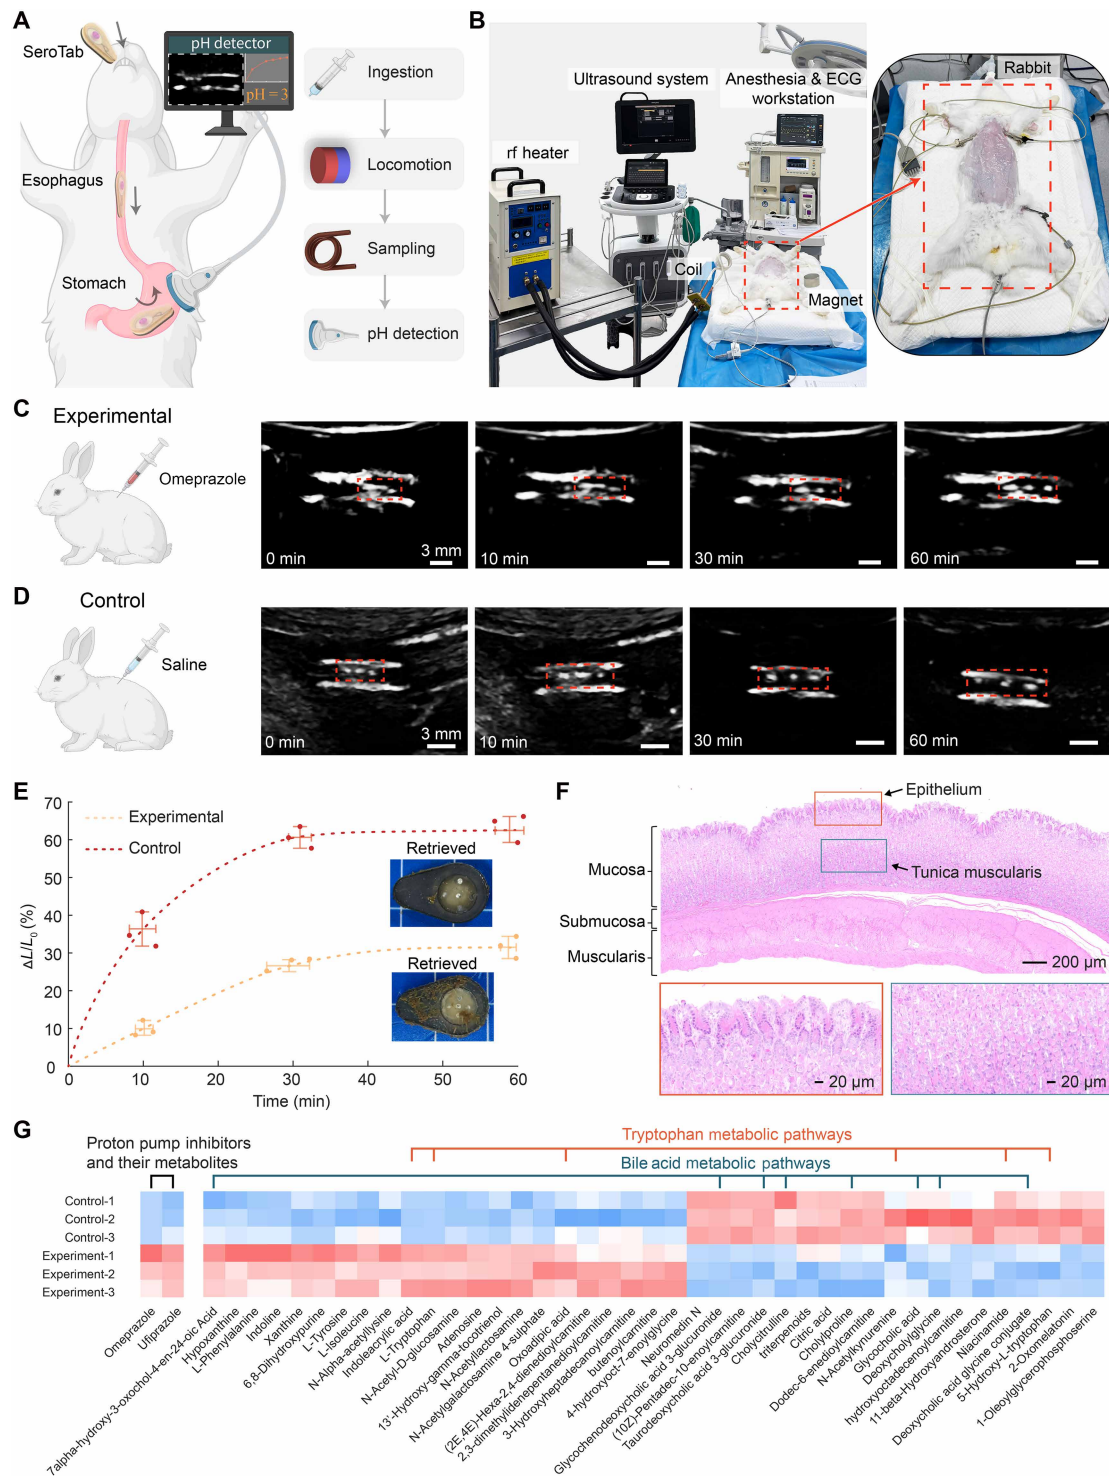 A
SeroTab
pH detector
pH = 3
Esophagus
Stomach
Ingestion
Locomotion
Sampling
pH detection
B
Ultrasound system
Anesthesia & ECG
workstation
rf heater
Coil
Magnet
Rabbit
C
Experimental
Omeprazole
0 min
3 mm
10 min
30 min
60 min
D
Control
Saline
0 min
3 mm
10 min
30 min
60 min
E
70
60
50
40
30
20
10
0
ΔL/L0 (%)
Experimental
Control
Retrieved
Retrieved
0
10
20
30
40
50
60
Time (min)
F
Epithelium
Mucosa
Tunica muscularis
Submucosa
Muscularis
200 µm
20 µm
20 µm
G
Proton pump inhibitors
and their metabolites
Tryptophan metabolic pathways
Bile acid metabolic pathways
Control-1
Control-2
Control-3
Experiment-1
Experiment-2
Experiment-3
Omeprazole
Ufiprazole
7alpha-hydroxy-3-oxochol-4-en-24-oic Acid
Hypoxanthine
L-Phenylalanine
Indoline
Xanthine
6,8-Dihydroxypurine
L-Tyrosine
L-Isoleucine
N-Alpha-acetyllysine
Indoleacrylic acid
L-Tryptophan
N-Acetyl-D-glucosamine
Adenosine
13'-Hydroxy-gamma-tocotrienol
N-Acetyllactosamine
N-Acetylgalactosamine 4-sulphate
Oxoadipic acid
(2E,4E)-Hexa-2,4-dienedioylcarnitine
2,3-dimethylidenepentanedioylcarnitine
3-Hydroxyheptadecanoylcarnitine
butenylcarnitine
4-hydroxyoct-7-aenoylglycine
Neuromedin N
Glycochenodeoxycholic acid 3-glucuronide
(10Z)-Pentadec-10-enoylcarnitine
Taurodeoxycholic acid 3-glucuronide
Cholycitrulline
triterpenoids
Citric acid
Cholylproline
Dodec-6-enedioylcarnitine
N-Acetylkynurenine
Glycocholic acid
Deoxycholylglycine
hydroxyoctadecenoylcarnitine
11-beta-Hydroxyandrosterone
Niacinamide
Deoxycholic acid glycine conjugate
5-Hydroxy-L-tryptophan
2-Oxomelatonin
1-Oleoylglycerophosphoserine